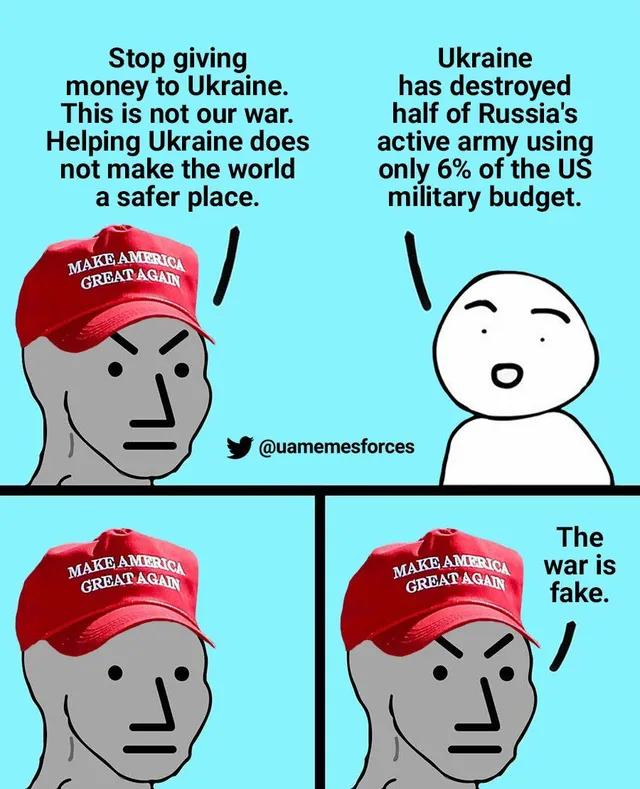 Stop giving
money to Ukraine.
This is not our war.
Helping Ukraine does
not make the world
a safer place.
Ukraine
has destroyed
half of Russia's
active army using
only 6% of the US
military budget.
MAKE AMERICA
GREAT AGAIN
@uamemesforces
MAKE AMERICA
GREAT AGAIN
The
war is
fake.
MAKE AMERICA
GREAT AGAIN